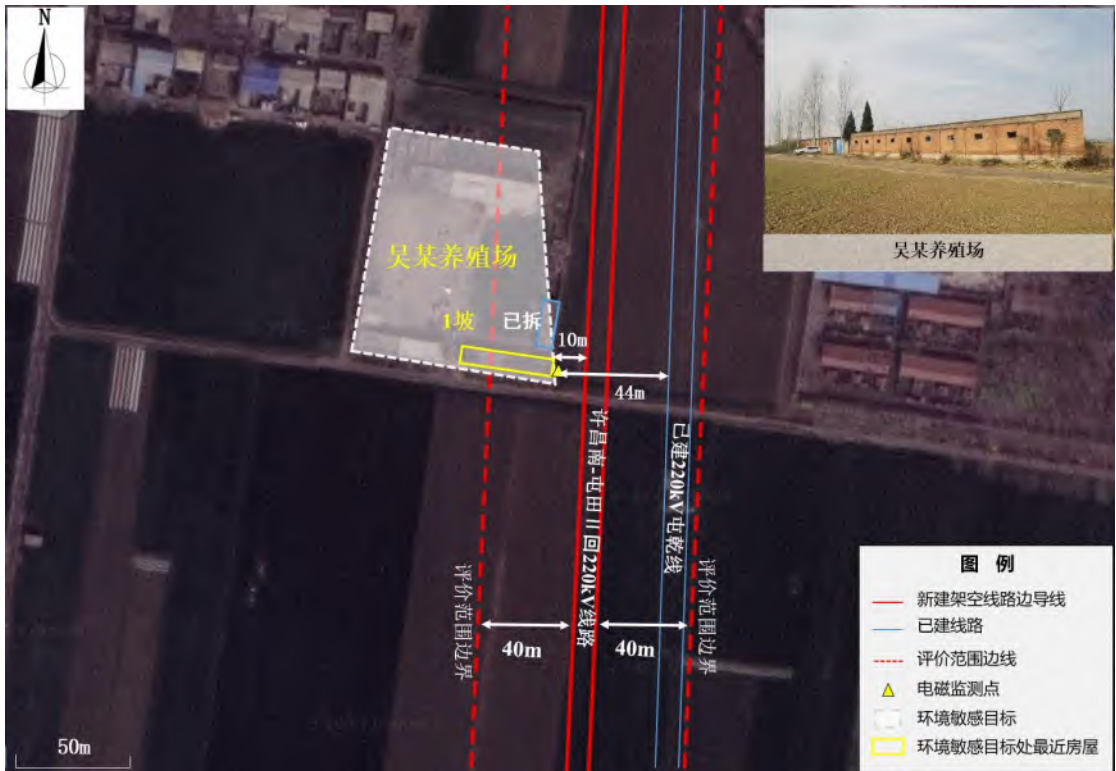 N
吴某养殖场
吴某养殖场
1坡
已拆
10m
44m
许昌南-屯田II回220kV线路
已建220kV屯乾线
评价范围边界
评价范围边界
40m
40m
50m
图 例
新建架空线路边导线
已建线路
评价范围边线
电磁监测点
环境敏感目标
环境敏感目标处最近房屋